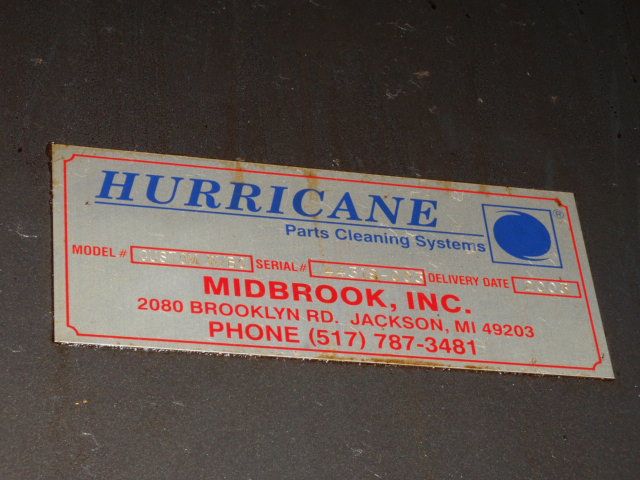 HURRICANE ®
Parts Cleaning Systems
MODEL # CUSTOM SERIAL # DELIVERY DATE
MIDBROOK, INC.
2080 BROOKLYN RD. JACKSON, MI 49203
PHONE (517) 787-3481